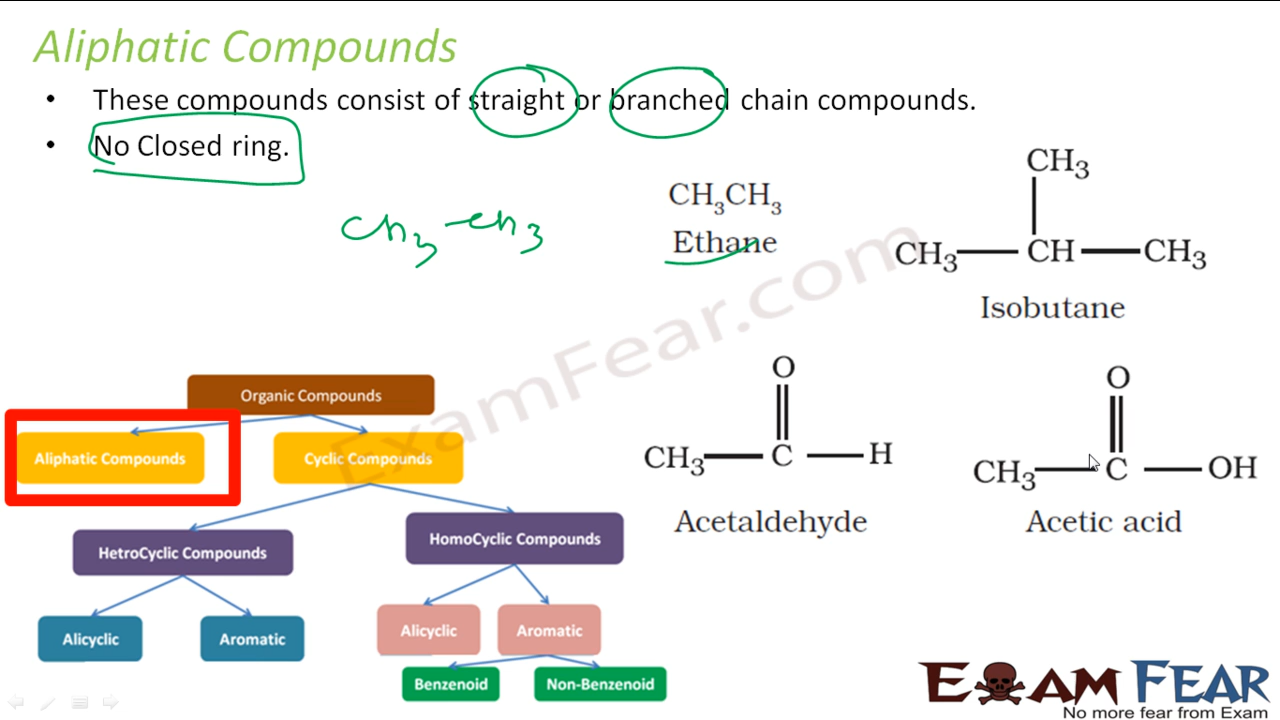 Aliphatic Compounds
• These compounds consist of straight or branched chain compounds.
• No Closed ring.
CH₃-CH₃
CH₃CH₃
Ethane
CH₃
CH₃ CH CH₃
Isobutane
O
CH₃ C H
Acetaldehyde
O
CH₃ C OH
Acetic acid
Organic Compounds
Aliphatic Compounds
Cyclic Compounds
HetroCyclic Compounds
HomoCyclic Compounds
Alicyclic
Aromatic
Alicyclic
Aromatic
Benzenoid
Non-Benzenoid
ExamFear.com
EXAM FEAR
No more fear from Exam